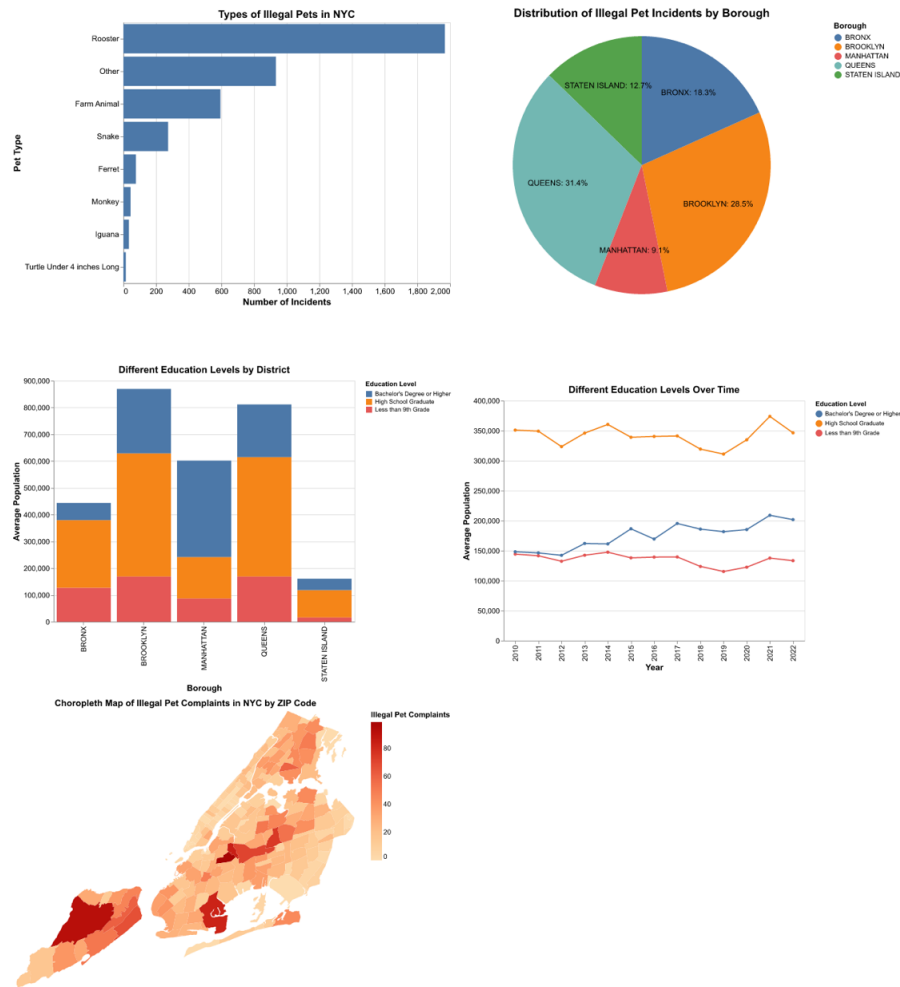 Types of Illegal Pets in NYC
Pet Type
Rooster
Other
Farm Animal
Snake
Ferret
Monkey
Iguana
Turtle Under 4 inches Long
0 200 400 600 800 1,000 1,200 1,400 1,600 1,800 2,000
Number of Incidents
Distribution of Illegal Pet Incidents by Borough
Borough
BRONX
BROOKLYN
MANHATTAN
QUEENS
STATEN ISLAND
STATEN ISLAND: 12.7%
BRONX: 18.3%
QUEENS: 31.4%
BROOKLYN: 28.5%
MANHATTAN: 9.1%
Different Education Levels by District
Average Population
900,000
800,000
700,000
600,000
500,000
400,000
300,000
200,000
100,000
0
BRONX
BROOKLYN
MANHATTAN
QUEENS
STATEN ISLAND
Borough
Education Level
Bachelor's Degree or Higher
High School Graduate
Less than 9th Grade
Different Education Levels Over Time
Average Population
400,000
350,000
300,000
250,000
200,000
150,000
100,000
50,000
0
2010
2011
2012
2013
2014
2015
2016
2017
2018
2019
2020
2021
2022
Year
Education Level
Bachelor's Degree or Higher
High School Graduate
Less than 9th Grade
Choropleth Map of Illegal Pet Complaints in NYC by ZIP Code
Illegal Pet Complaints
80
60
40
20
0